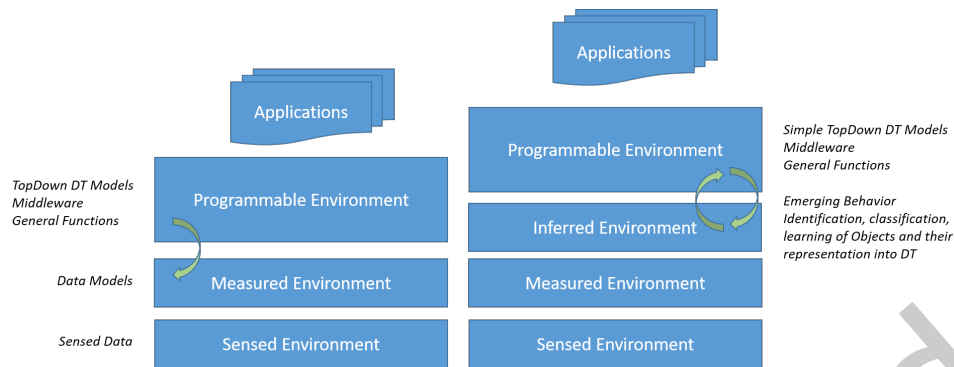 Applications
TopDown DT Models
Middleware
General Functions
Programmable Environment
Data Models
Measured Environment
Sensed Data
Sensed Environment
Applications
Programmable Environment
Simple TopDown DT Models
Middleware
General Functions
Inferred Environment
Emerging Behavior
Identification, classification,
learning of Objects and their
representation into DT
Measured Environment
Sensed Environment